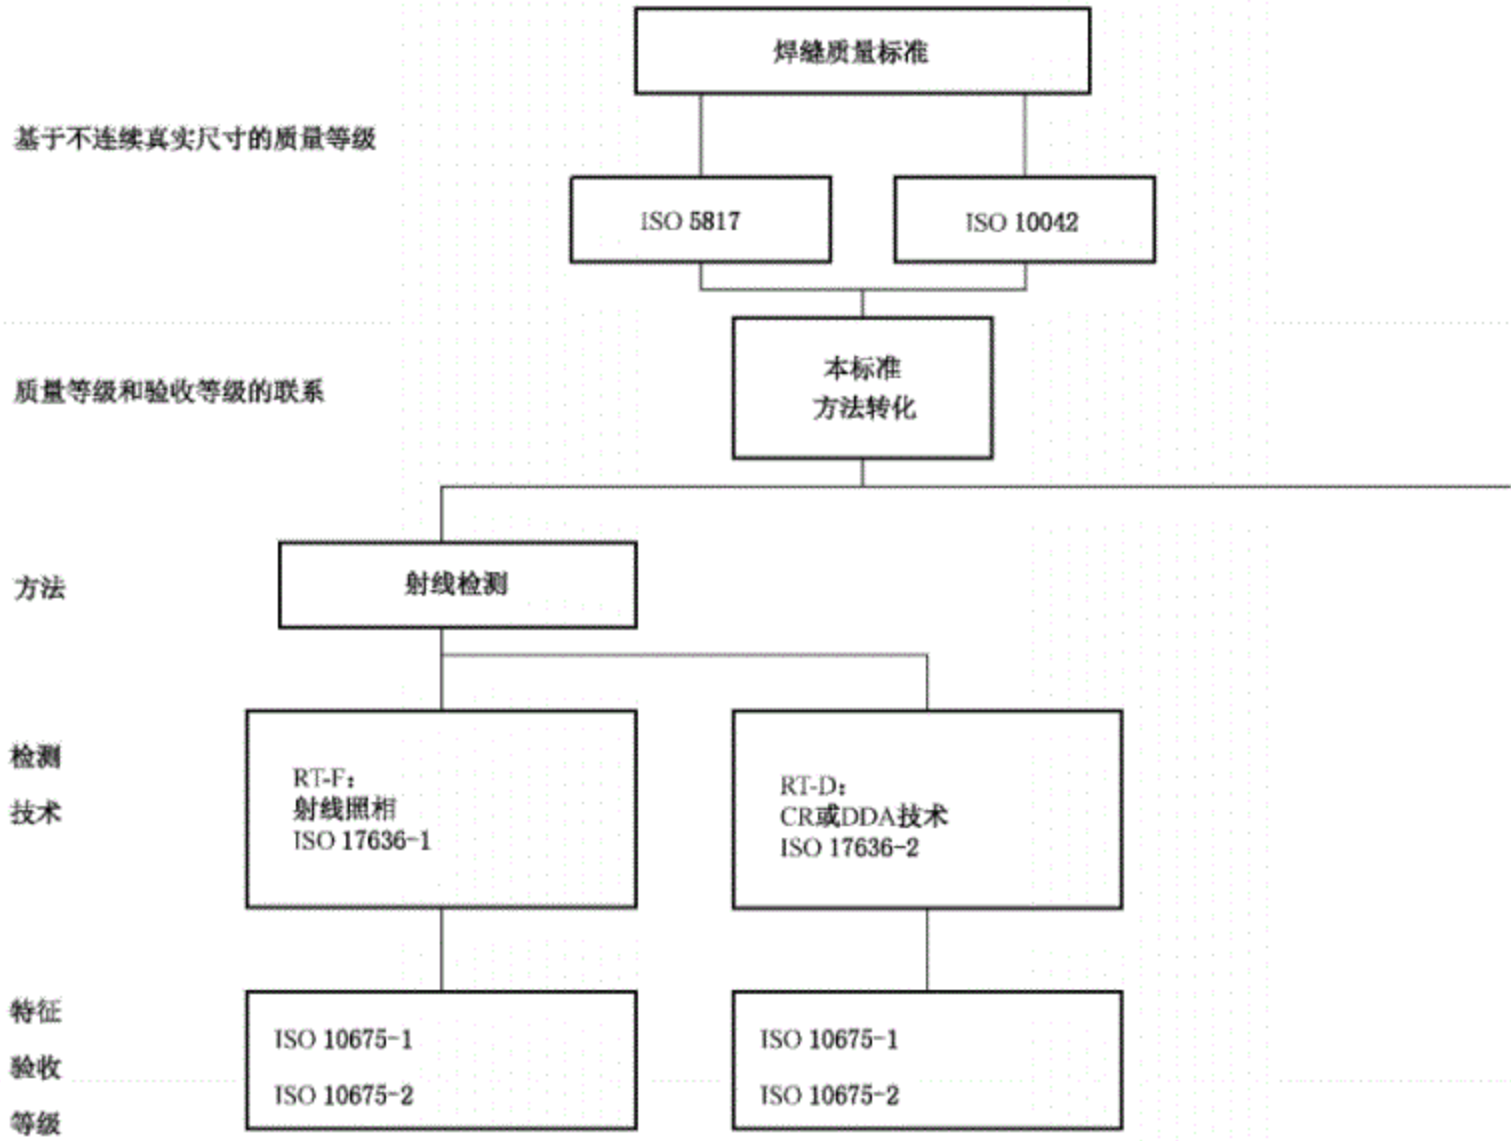 焊缝质量标准
基于不连续真实尺寸的质量等级
ISO 5817
ISO 10042
质量等级和验收等级的联系
本标准
方法转化
方法
射线检测
检测
技术
RT-F：
射线照相
ISO 17636-1
RT-D：
CR或DDA技术
ISO 17636-2
特征
验收
等级
ISO 10675-1
ISO 10675-2
ISO 10675-1
ISO 10675-2